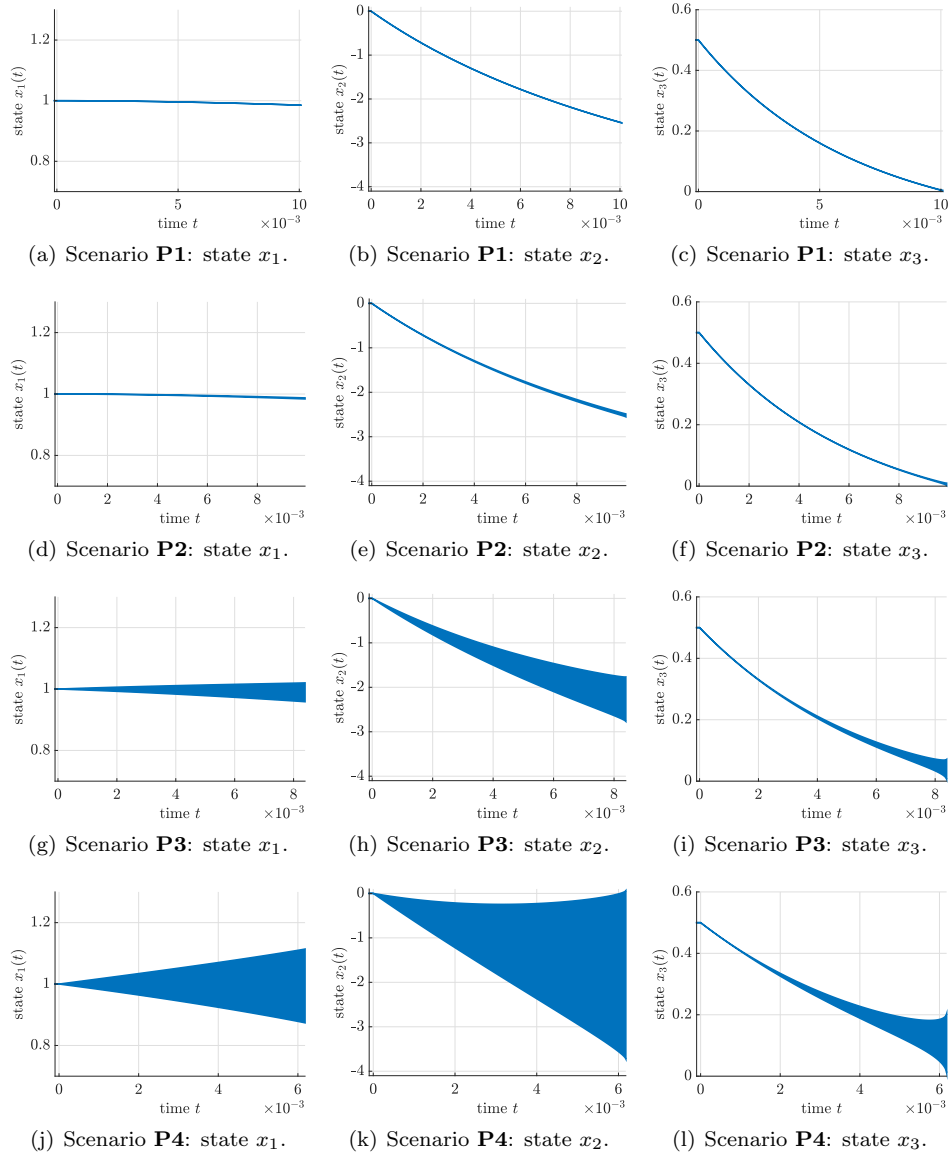 state x₁(t)
1.2
1
0.8
0 5 10
time t ×10⁻³
(a) Scenario P1: state x₁.
state x₂(t)
0
-1
-2
-3
-4
0 2 4 6 8 10
time t ×10⁻³
(b) Scenario P1: state x₂.
state x₃(t)
0.6
0.4
0.2
0
0 5 10
time t ×10⁻³
(c) Scenario P1: state x₃.
state x₁(t)
1.2
1
0.8
0 2 4 6 8
time t ×10⁻³
(d) Scenario P2: state x₁.
state x₂(t)
0
-1
-2
-3
-4
0 2 4 6 8
time t ×10⁻³
(e) Scenario P2: state x₂.
state x₃(t)
0.6
0.4
0.2
0
0 2 4 6 8
time t ×10⁻³
(f) Scenario P2: state x₃.
state x₁(t)
1.2
1
0.8
0 2 4 6 8
time t ×10⁻³
(g) Scenario P3: state x₁.
state x₂(t)
0
-1
-2
-3
-4
0 2 4 6 8
time t ×10⁻³
(h) Scenario P3: state x₂.
state x₃(t)
0.6
0.4
0.2
0
0 2 4 6 8
time t ×10⁻³
(i) Scenario P3: state x₃.
state x₁(t)
1.2
1
0.8
0 2 4 6
time t ×10⁻³
(j) Scenario P4: state x₁.
state x₂(t)
0
-1
-2
-3
-4
0 2 4 6
time t ×10⁻³
(k) Scenario P4: state x₂.
state x₃(t)
0.6
0.4
0.2
0
0 2 4 6
time t ×10⁻³
(l) Scenario P4: state x₃.